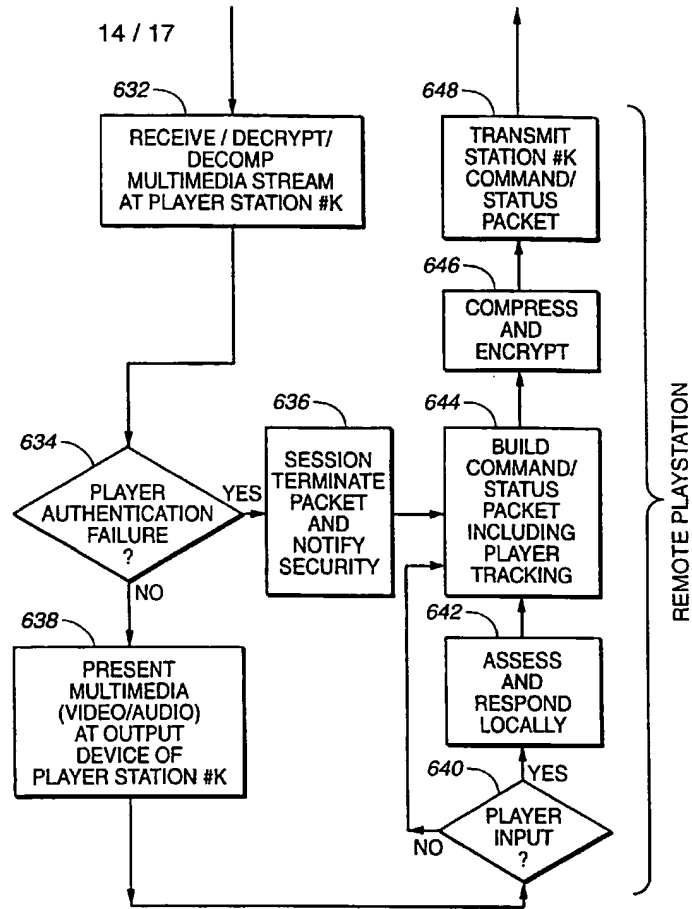 14 / 17
632
RECEIVE / DECRYPT/
DECOMP
MULTIMEDIA STREAM
AT PLAYER STATION #K
634
PLAYER
AUTHENTICATION
FAILURE
?
YES
NO
636
SESSION
TERMINATE
PACKET
AND
NOTIFY
SECURITY
638
PRESENT
MULTIMEDIA
(VIDEO/AUDIO)
AT OUTPUT
DEVICE OF
PLAYER STATION #K
648
TRANSMIT
STATION #K
COMMAND/
STATUS
PACKET
646
COMPRESS
AND
ENCRYPT
644
BUILD
COMMAND/
STATUS
PACKET
INCLUDING
PLAYER
TRACKING
642
ASSESS
AND
RESPOND
LOCALLY
640
YES
PLAYER
INPUT
?
NO
REMOTE PLAYSTATION